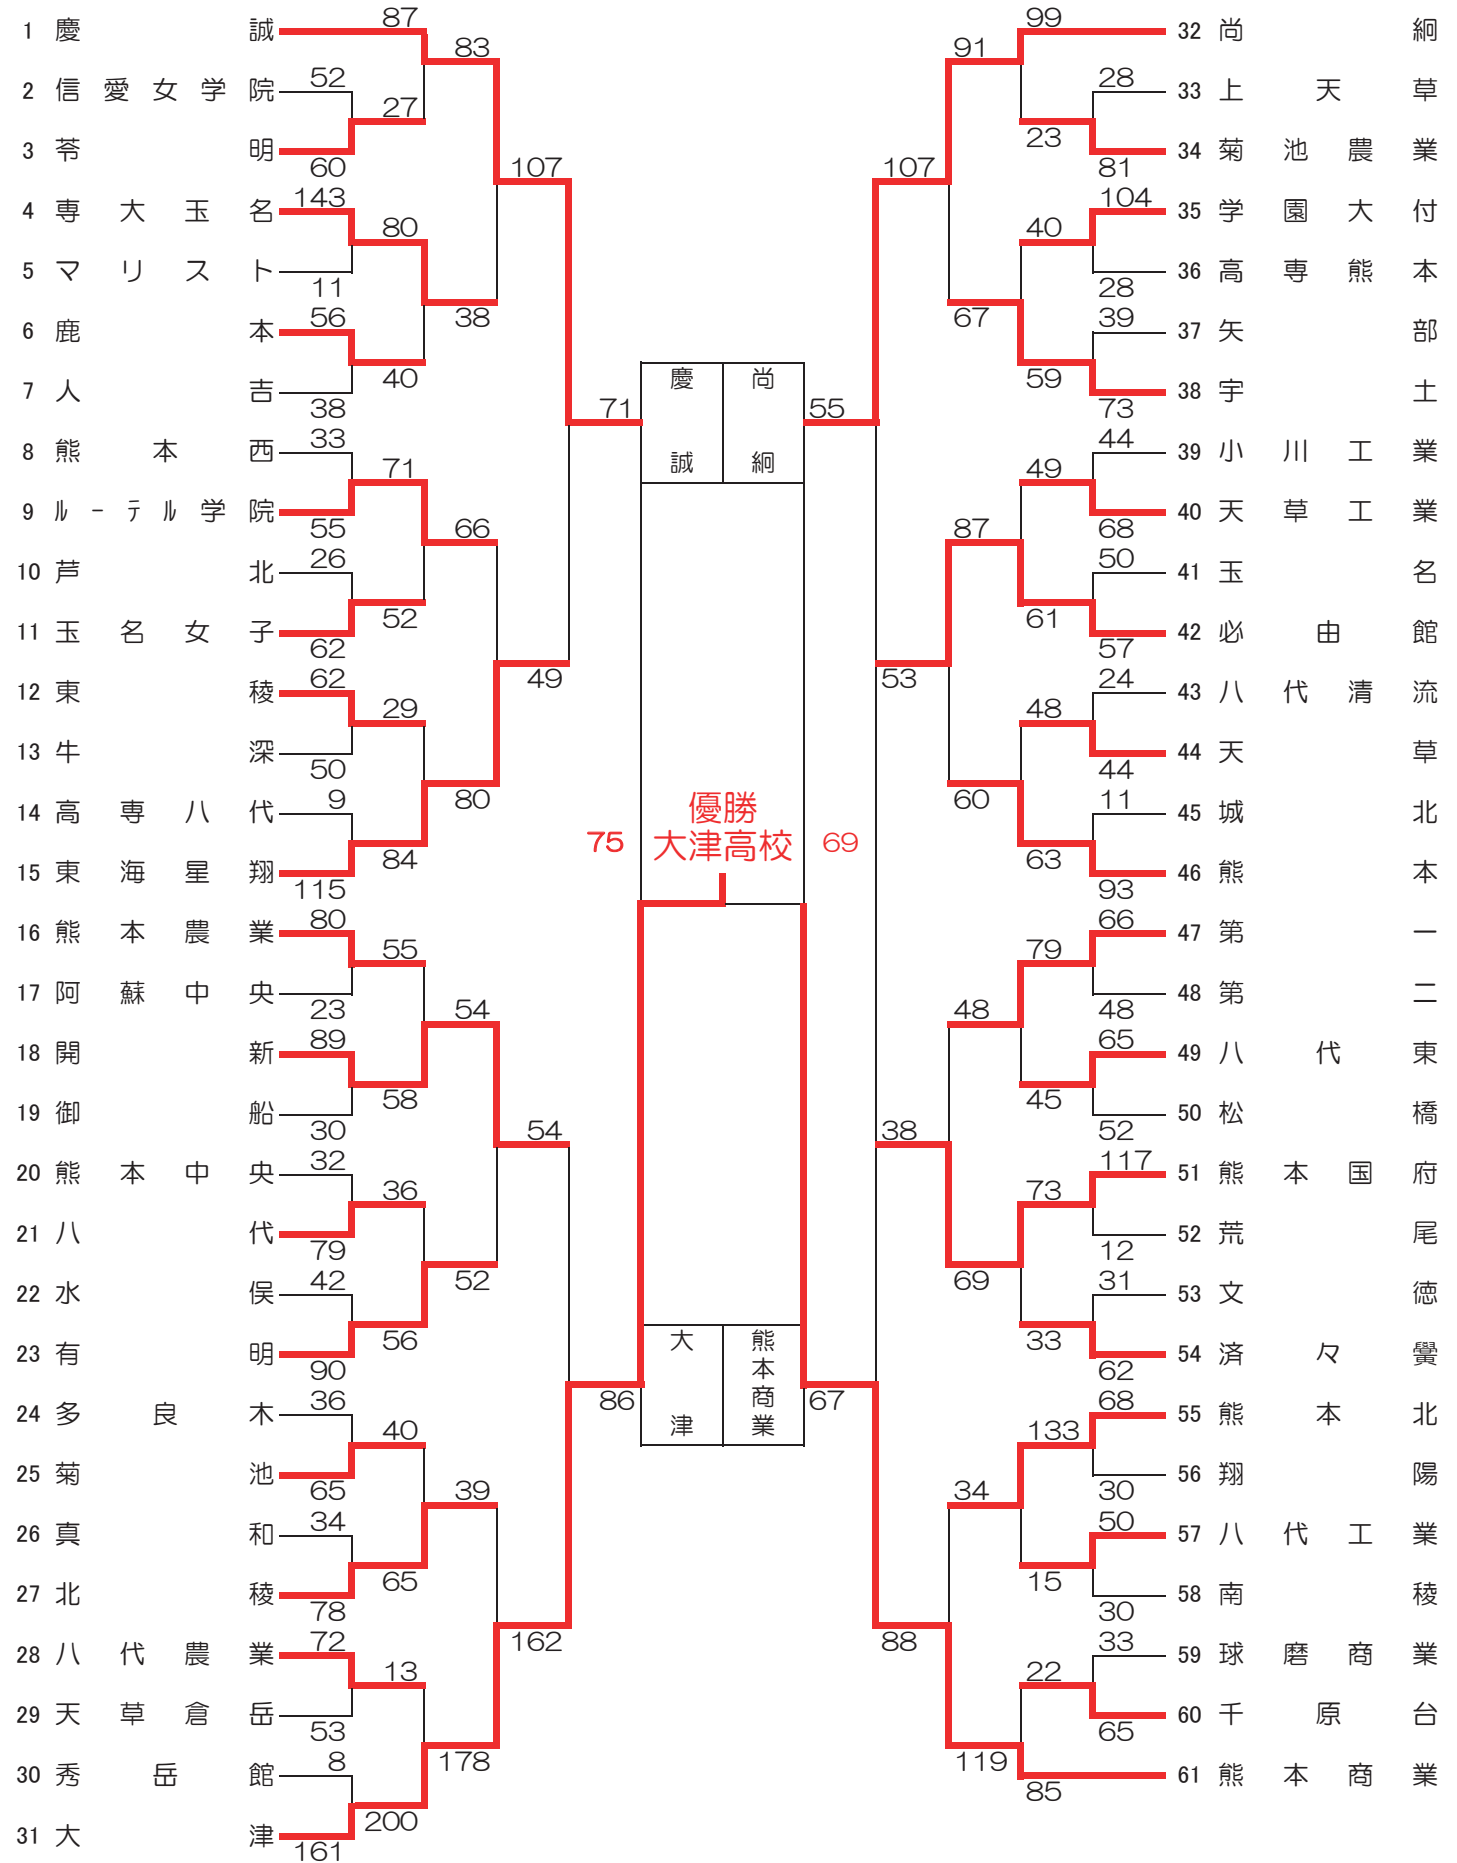 1 慶誠
87
83
2 信愛女学院
52
27
3 苓明
60
107
4 専大玉名
143
80
5 マリスト
11
38
6 鹿本
56
40
7 人吉
38
71
8 熊本西
33
71
9 ル-テル学院
55
66
10 芦北
26
52
11 玉名女子
62
49
12 東稜
62
29
13 牛深
50
80
14 高専八代
9
84
15 東海星翔
115
16 熊本農業
80
55
17 阿蘇中央
23
54
18 開新
89
58
19 御船
30
54
20 熊本中央
32
36
21 八代
79
52
22 水俣
42
56
23 有明
90
86
24 多良木
36
40
25 菊池
65
39
26 真和
34
65
27 北稜
78
162
28 八代農業
72
13
29 天草倉岳
53
178
30 秀岳館
8
200
31 大津
161
慶誠
尚絅
優勝
75 大津高校 69
大津
熊本商業
99
32 尚絅
91
28
33 上天草
23
34 菊池農業
81
107
104
35 学園大付
40
36 高専熊本
28
67
39
37 矢部
59
38 宇土
73
55
44
39 小川工業
49
40 天草工業
68
87
50
41 玉名
61
42 必由館
57
53
24
43 八代清流
48
44 天草
44
60
11
45 城北
63
46 熊本
93
66
47 第一
79
48 第二
48
48
65
49 八代東
45
50 松橋
52
38
117
51 熊本国府
73
52 荒尾
12
69
31
53 文徳
33
54 済々黌
62
67
68
55 熊本北
133
56 翔陽
30
34
50
57 八代工業
15
58 南稜
30
88
33
59 球磨商業
22
60 千原台
65
119
61 熊本商業
85